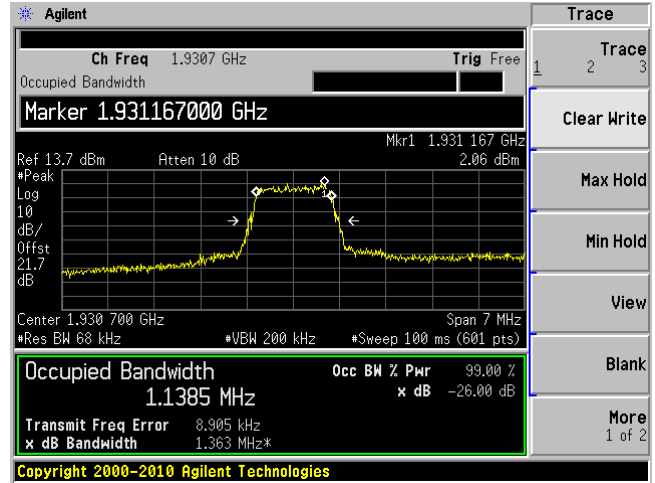 Agilent
Trace
Ch Freq 1.9307 GHz Trig Free
Occupied Bandwidth
Marker 1.931167000 GHz
Mkr1 1.931 167 GHz
Ref 13.7 dBm Atten 10 dB 2.06 dBm
#Peak
Log
10
dB/
Offst
21.7
dB
1
Center 1.930 700 GHz Span 7 MHz
#Res BW 68 kHz #VBW 200 kHz #Sweep 100 ms (601 pts)
Occupied Bandwidth Occ BW % Pwr 99.00 %
1.1385 MHz x dB -26.00 dB
Transmit Freq Error 8.905 kHz
x dB Bandwidth 1.363 MHz*
Copyright 2000-2010 Agilent Technologies
Trace
1 2 3
Clear Write
Max Hold
Min Hold
View
Blank
More
1 of 2